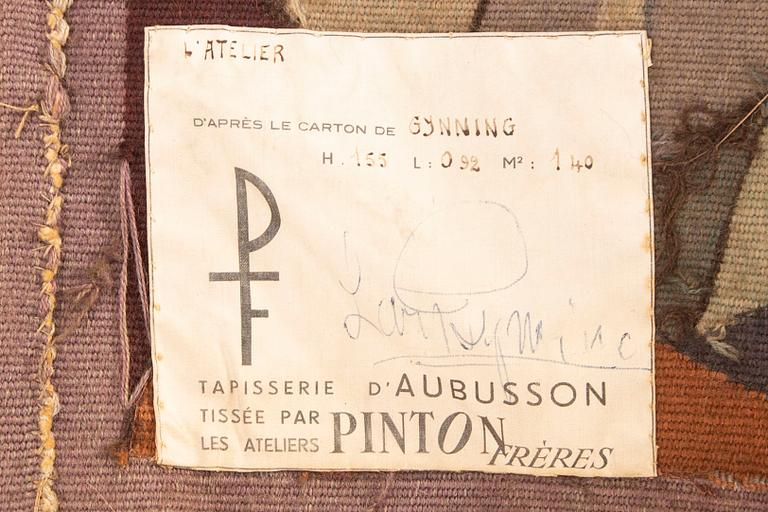 L'ATELIER
D'APRÈS LE CARTON DE GYNNING
H. 155 L: 0 92 M²: 1 40
PF
TAPISSERIE D'AUBUSSON
TISSÉE PAR
LES ATELIERS PINTON FRÈRES